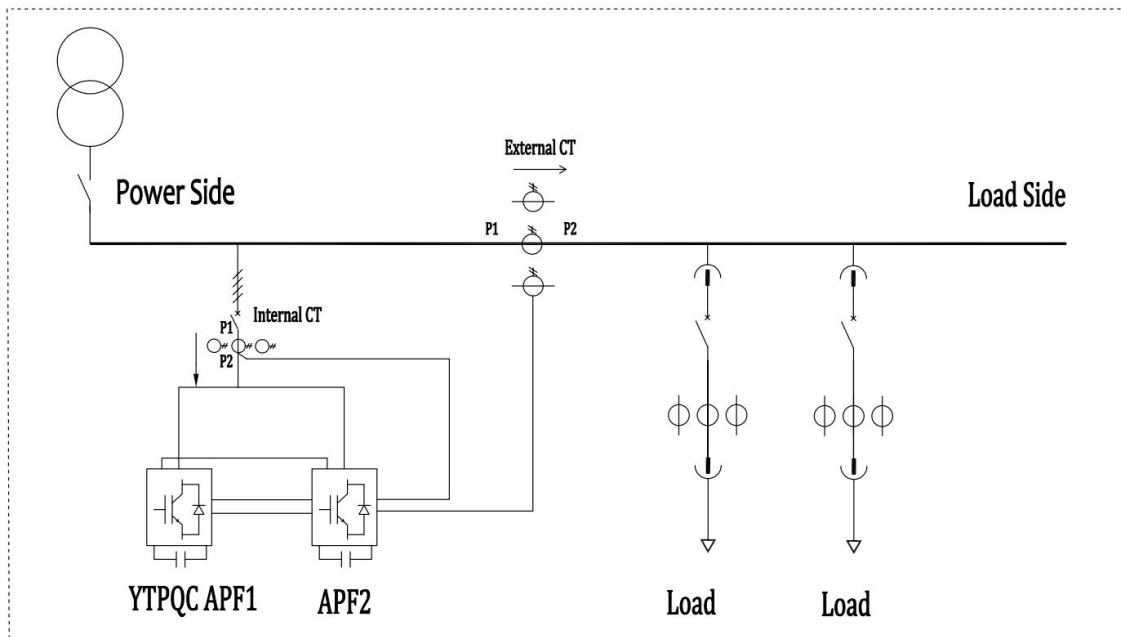 External CT
Power Side
Load Side
P1
P2
Internal CT
P1
P2
YTPQC APF1
APF2
Load
Load